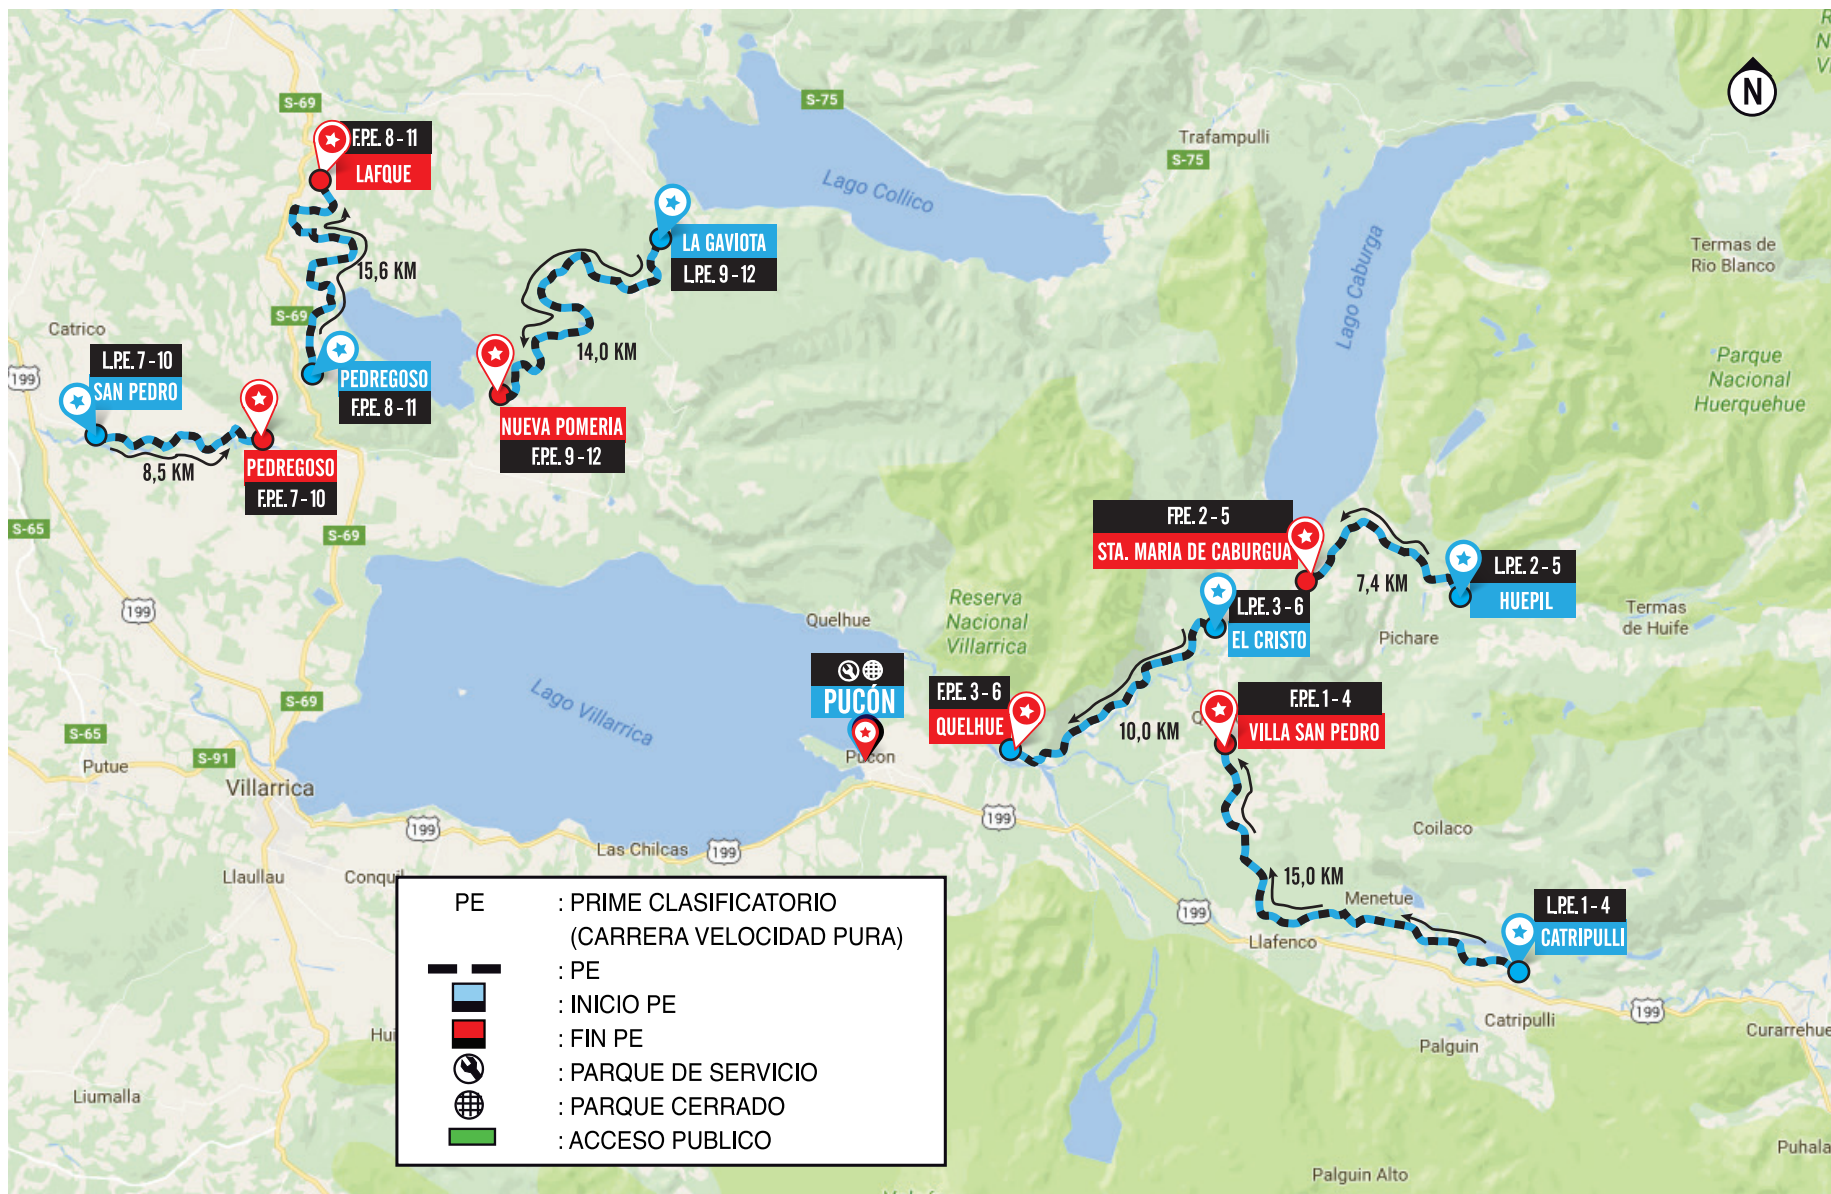 N
S-69
S-75
Trafampulli
S-75
F.P.E. 8 - 11
LAFQUE
Lago Collico
LA GAVIOTA
L.P.E. 9 - 12
15,6 KM
Termas de
Rio Blanco
Lago Caburga
S-69
Catrico
14,0 KM
L.P.E. 7 - 10
SAN PEDRO
199
PEDREGOSO
F.P.E. 8 - 11
Parque
Nacional
Huerquehue
NUEVA POMERIA
F.P.E. 9 - 12
8,5 KM
PEDREGOSO
F.P.E. 7 - 10
S-65
S-69
F.P.E. 2 - 5
STA. MARIA DE CABURGUA
L.P.E. 2 - 5
HUEPIL
7,4 KM
199
Reserva
Nacional
Villarrica
L.P.E. 3 - 6
EL CRISTO
Termas
de Huife
Quelhue
Pichare
PUCÓN
Pucon
F.P.E. 3 - 6
QUELHUE
F.P.E. 1 - 4
VILLA SAN PEDRO
10,0 KM
Lago Villarrica
S-69
S-65
S-91
Putue
Villarrica
199
199
199
Las Chilcas
Coilaco
Llaullau
Conqui
15,0 KM
Menetue
199
Llafenco
L.P.E. 1 - 4
CATRIPULLI
Catripulli
199
Curarrehue
Palguin
Hui
Liumalla
Puhala
Palguin Alto
PE : PRIME CLASIFICATORIO
(CARRERA VELOCIDAD PURA)
: PE
: INICIO PE
: FIN PE
: PARQUE DE SERVICIO
: PARQUE CERRADO
: ACCESO PUBLICO